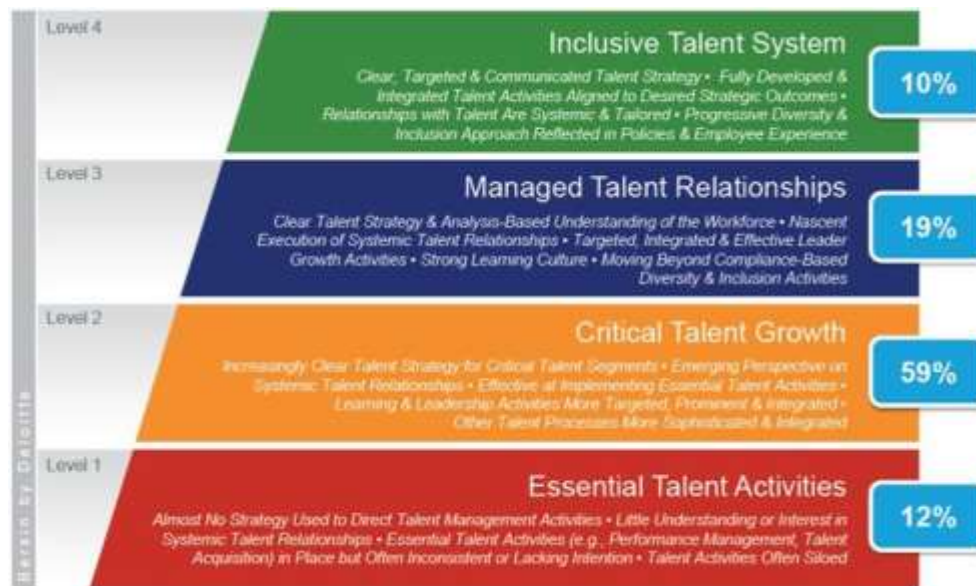 Level 4
Inclusive Talent System
Clear, Targeted & Communicated Talent Strategy • Fully Developed &
Integrated Talent Activities Aligned to Desired Strategic Outcomes •
Relationships with Talent Are Systemic & Tailored • Progressive Diversity &
Inclusion Approach Reflected in Policies & Employee Experience
10%
Level 3
Managed Talent Relationships
Clear Talent Strategy & Analysis-Based Understanding of the Workforce • Nascent
Execution of Systemic Talent Relationships • Targeted, Integrated & Effective Leader
Growth Activities • Strong Learning Culture • Moving Beyond Compliance-Based
Diversity & Inclusion Activities
19%
Level 2
Critical Talent Growth
Increasingly Clear Talent Strategy for Critical Talent Segments • Emerging Perspective on
Systemic Talent Relationships • Effective at Implementing Essential Talent Activities •
Learning & Leadership Activities More Targeted, Prominent & Integrated •
Other Talent Processes More Sophisticated & Integrated
59%
Level 1
Essential Talent Activities
Almost No Strategy Used to Direct Talent Management Activities • Little Understanding or Interest in
Systemic Talent Relationships • Essential Talent Activities (e.g., Performance Management, Talent
Acquisition) in Place but Often Inconsistent or Lacking Intention • Talent Activities Often Siloed
12%
by Deloitte